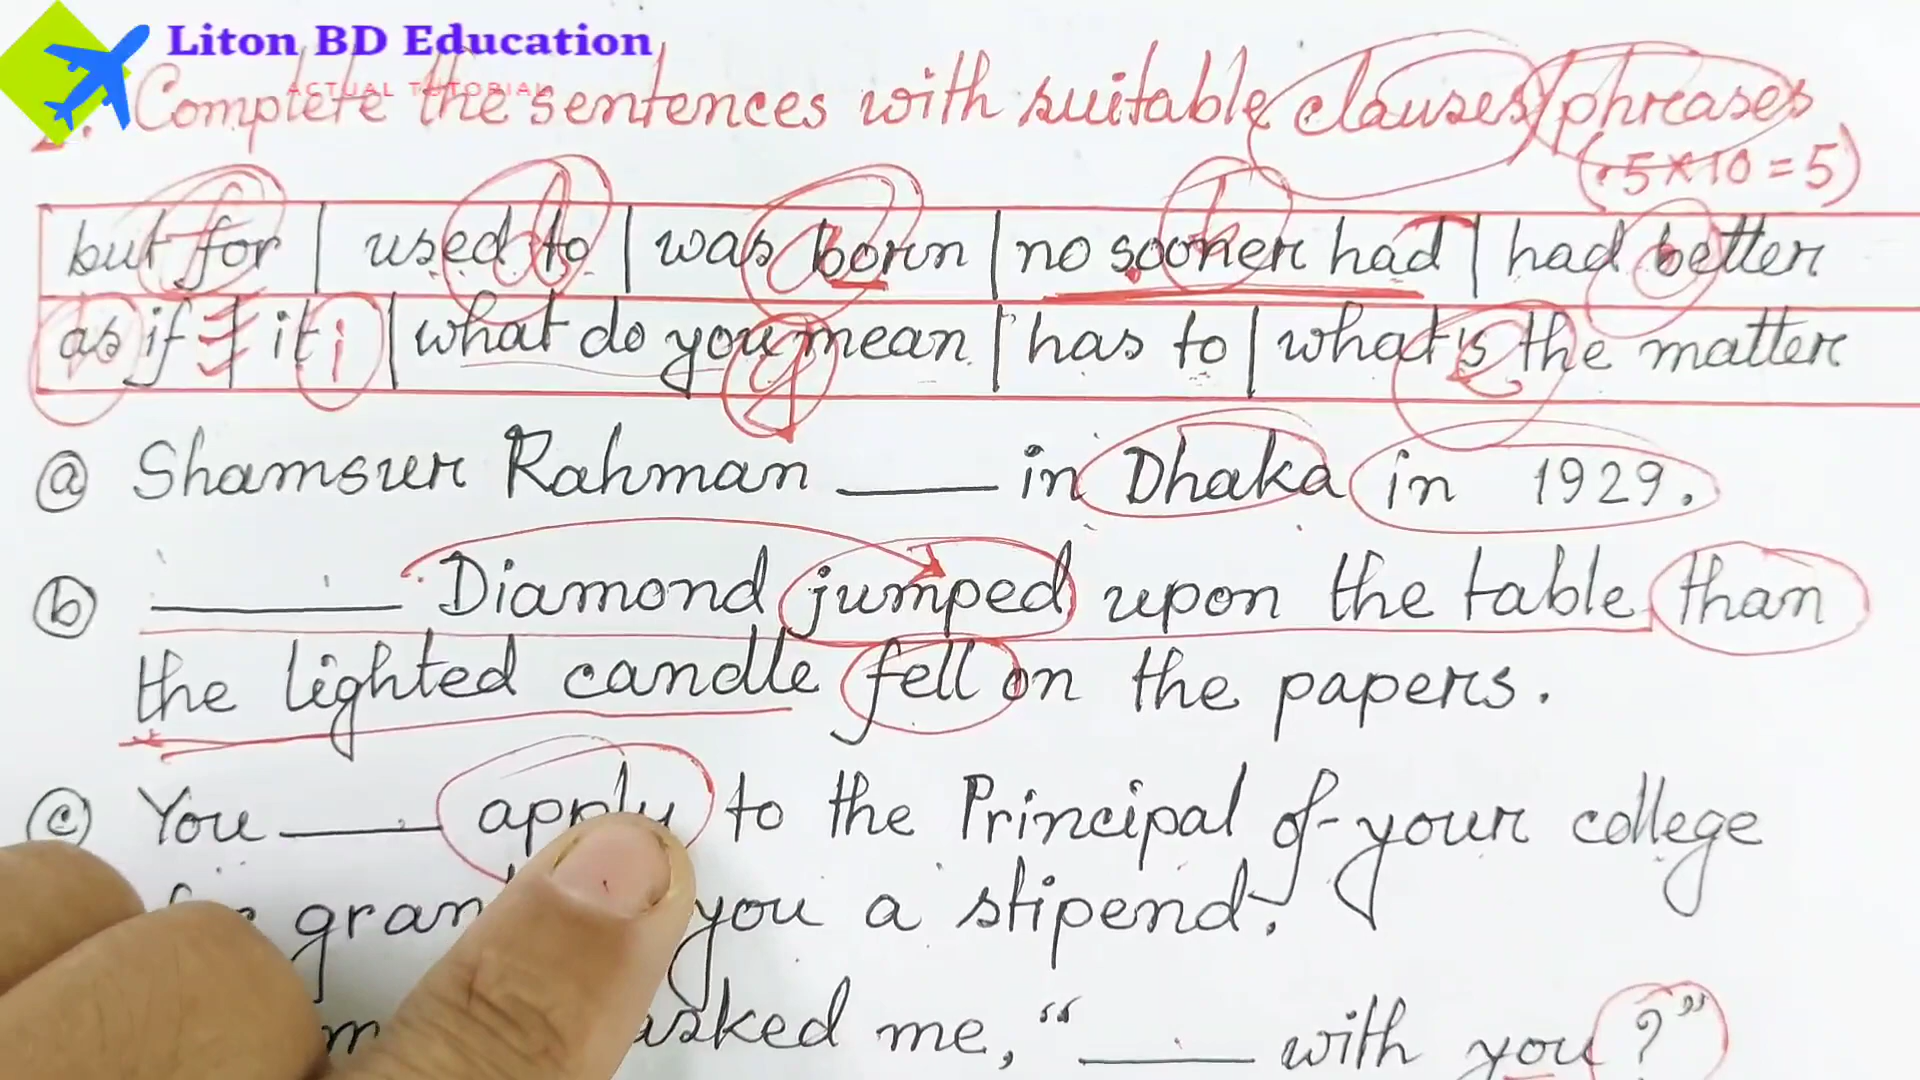 Liton BD Education
ACTUAL TUTORIAL
Complete the sentences with suitable clauses/phrases
(.5×10=5)
but for | used to | was born | no sooner had | had better
as if | it | what do you mean | has to | what's the matter
ⓐ Shamsur Rahman ____ in Dhaka in 1929.
ⓑ ____ Diamond jumped upon the table than
the lighted candle fell on the papers.
ⓒ You ____ apply to the Principal of your college
you a stipend.
asked me, "____ with you?"